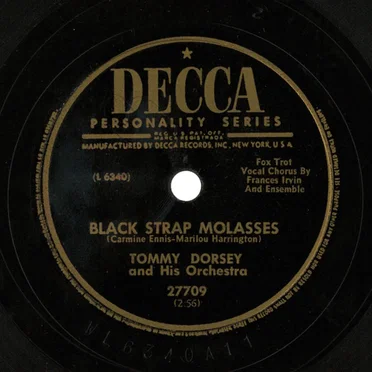 DECCA
PERSONALITY SERIES
REG. U.S. PAT. OFF.
MARCA REGISTRADA
MANUFACTURED BY DECCA RECORDS, INC., NEW YORK, U.S.A.
(L 6340)
Fox Trot
Vocal Chorus By
Frances Irvin
And Ensemble
BLACK STRAP MOLASSES
(Carmine Ennis-Marilou Harrington)
TOMMY DORSEY
and His Orchestra
27709
(2:56)